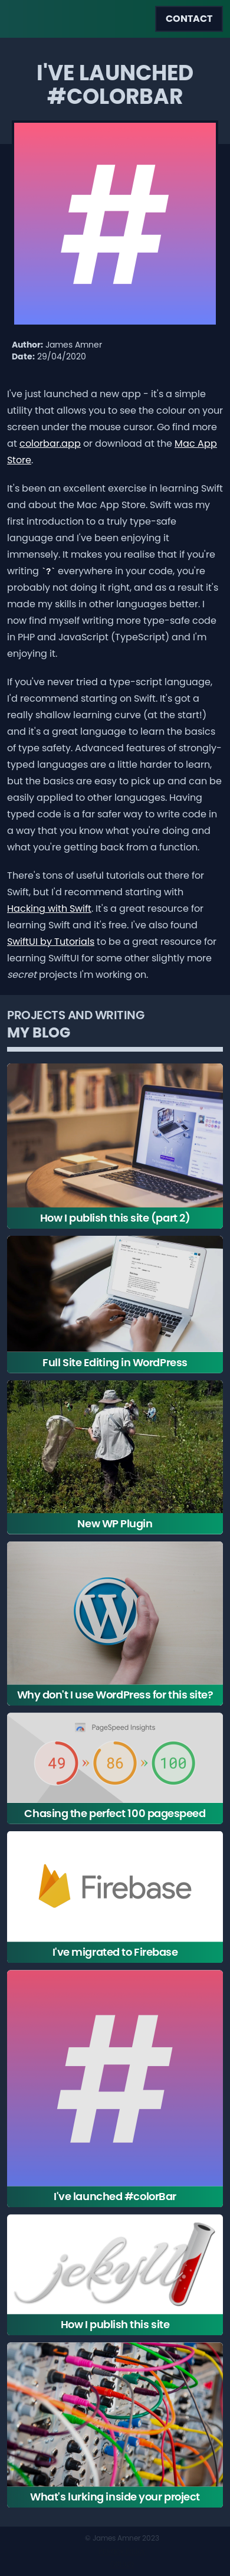 CONTACT
I'VE LAUNCHED
#COLORBAR
#
Author: James Amner
Date: 29/04/2020
I've just launched a new app - it's a simple
utility that allows you to see the colour on your
screen under the mouse cursor. Go find more
at colorbar.app or download at the Mac App
Store.
It's been an excellent exercise in learning Swift
and about the Mac App Store. Swift was my
first introduction to a truly type-safe
language and I've been enjoying it
immensely. It makes you realise that if you're
writing `?` everywhere in your code, you're
probably not doing it right, and as a result it's
made my skills in other languages better. I
now find myself writing more type-safe code
in PHP and JavaScript (TypeScript) and I'm
enjoying it.
If you've never tried a type-script language,
I'd recommend starting on Swift. It's got a
really shallow learning curve (at the start!)
and it's a great language to learn the basics
of type safety. Advanced features of strongly-
typed languages are a little harder to learn,
but the basics are easy to pick up and can be
easily applied to other languages. Having
typed code is a far safer way to write code in
a way that you know what you're doing and
what you're getting back from a function.
There's tons of useful tutorials out there for
Swift, but I'd recommend starting with
Hacking with Swift. It's a great resource for
learning Swift and it's free. I've also found
SwiftUI by Tutorials to be a great resource for
learning SwiftUI for some other slightly more
secret projects I'm working on.
PROJECTS AND WRITING
MY BLOG
How I publish this site (part 2)
Full Site Editing in WordPress
New WP Plugin
W
Why don't I use WordPress for this site?
PageSpeed Insights
49 » 86 » 100
Chasing the perfect 100 pagespeed
Firebase
I've migrated to Firebase
#
I've launched #colorBar
jekyll
How I publish this site
What's lurking inside your project
© James Amner 2023